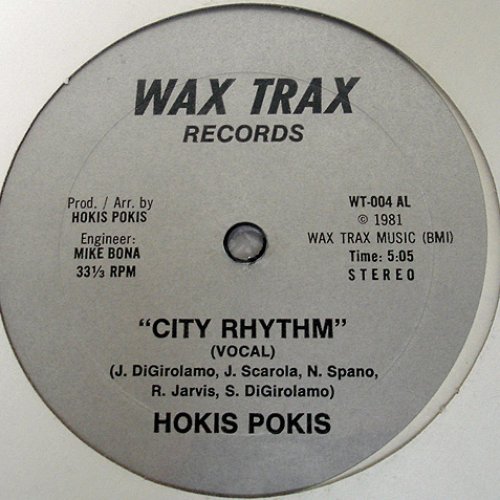 WAX TRAX
RECORDS
Prod. / Arr. by
HOKIS POKIS
Engineer:
MIKE BONA
33⅓ RPM
WT-004 AL
© 1981
WAX TRAX MUSIC (BMI)
Time: 5:05
STEREO
"CITY RHYTHM"
(VOCAL)
(J. DiGirolamo, J. Scarola, N. Spano,
R. Jarvis, S. DiGirolamo)
HOKIS POKIS